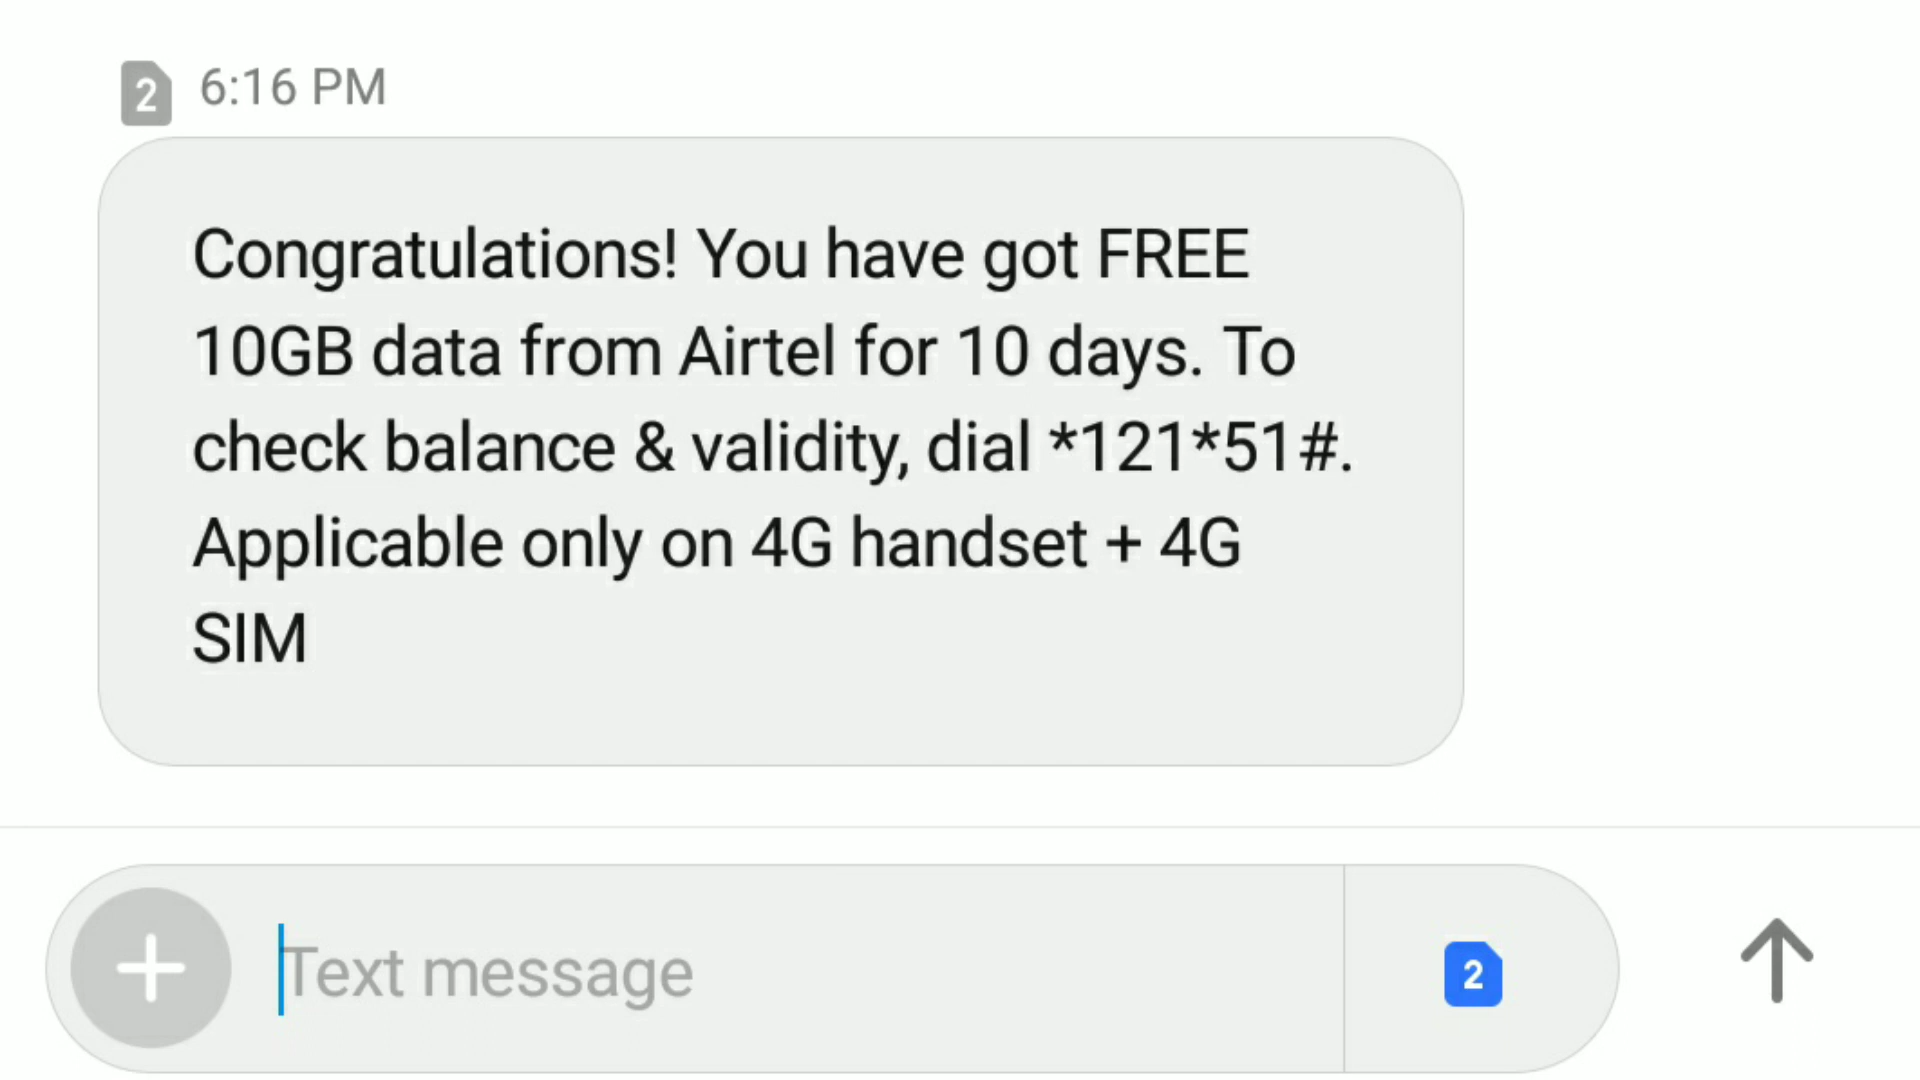 2 6:16 PM
Congratulations! You have got FREE
10GB data from Airtel for 10 days. To
check balance & validity, dial *121*51#.
Applicable only on 4G handset + 4G
SIM
Text message 2